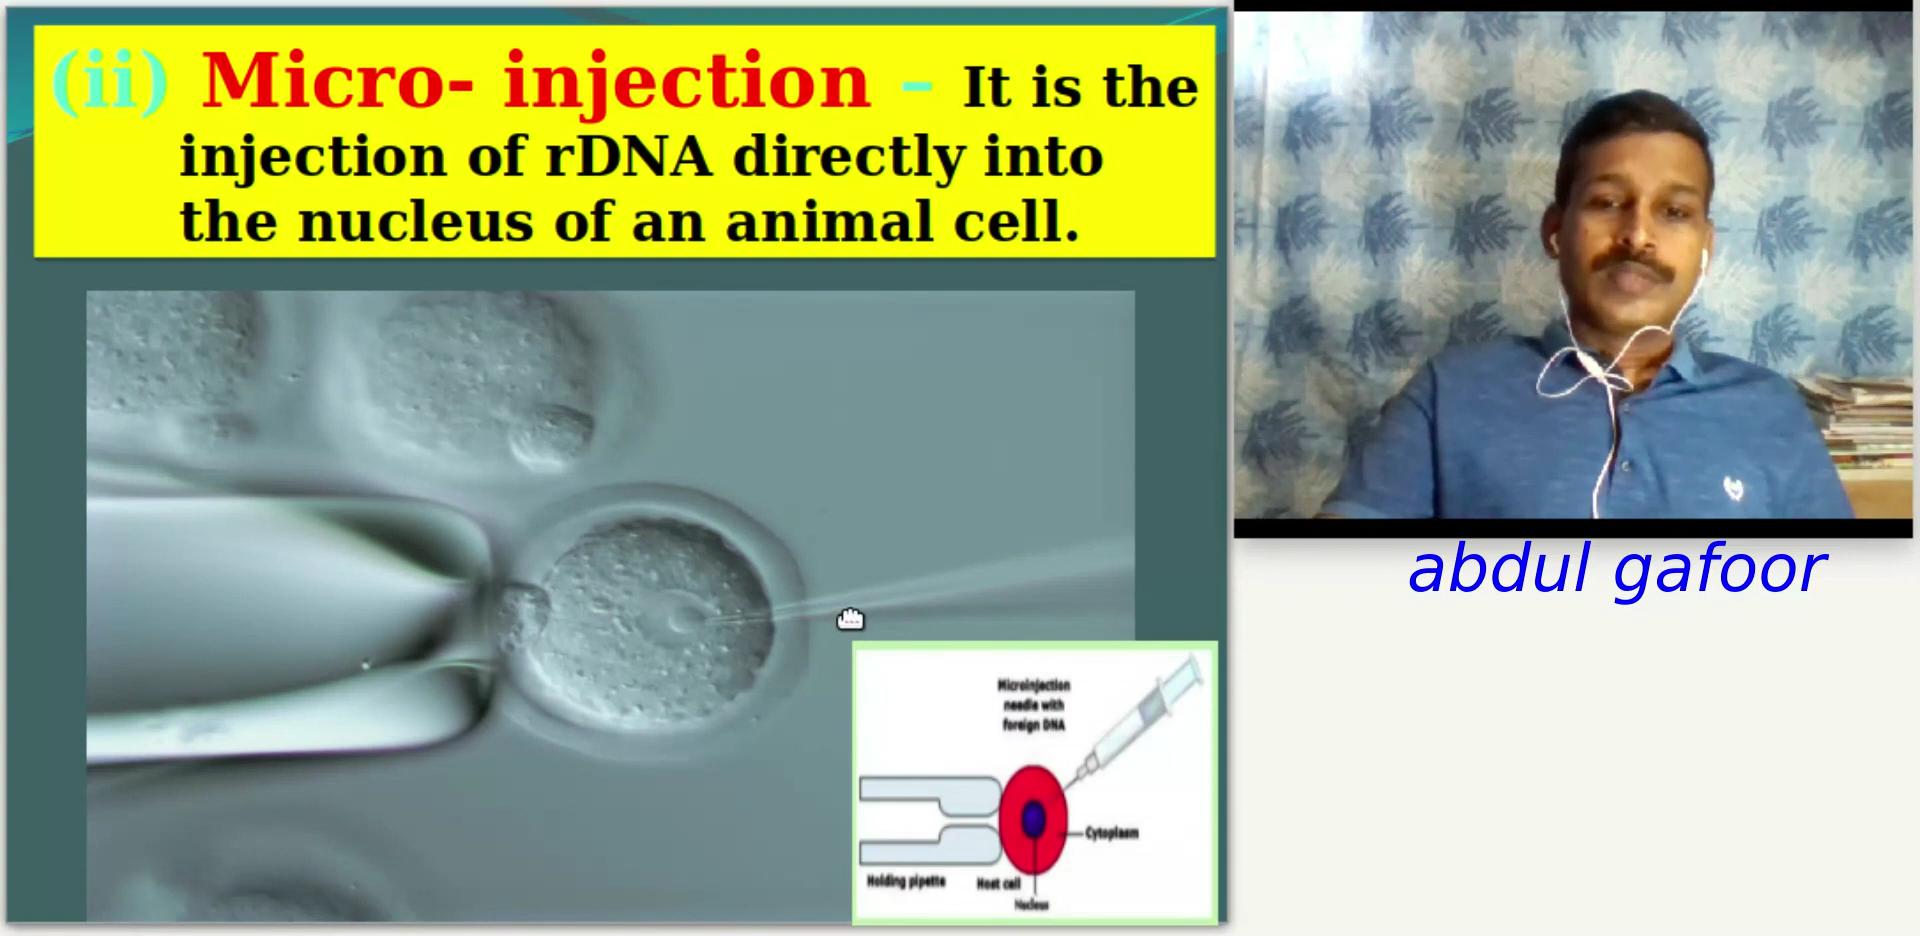 (ii) Micro- injection – It is the
injection of rDNA directly into
the nucleus of an animal cell.
Microinjection
needle with
foreign DNA
Cytoplasm
Holding pipette
Host cell
Nucleus
abdul gafoor